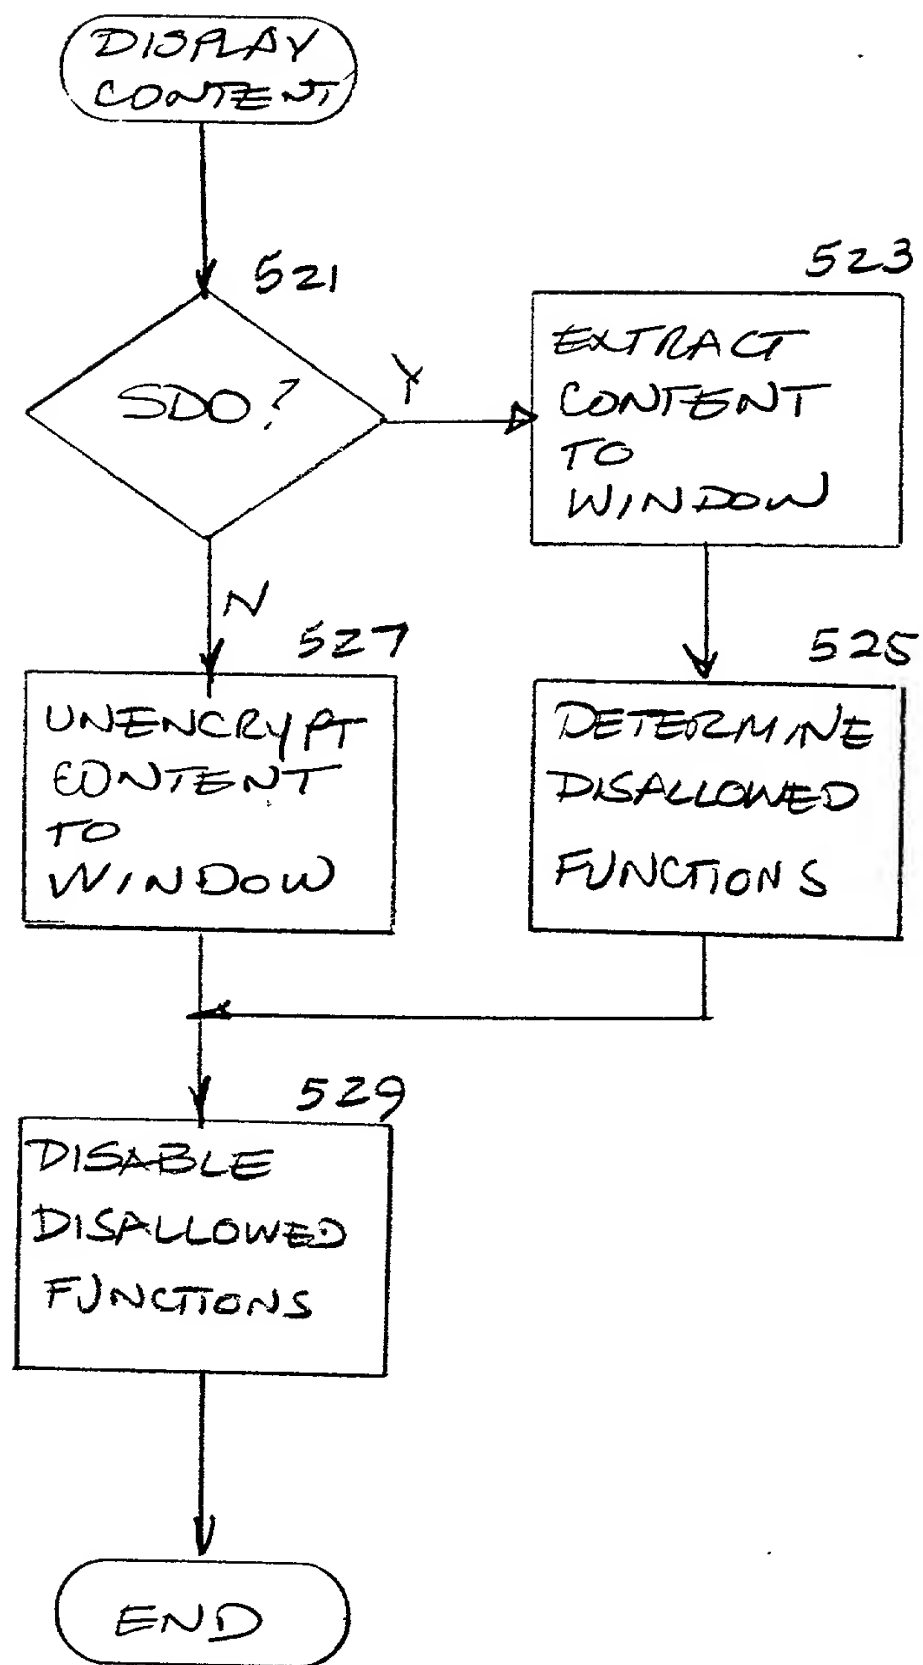 DISPLAY
CONTENT
521
SDO?
Y
523
EXTRACT
CONTENT
TO
WINDOW
N
527
UNENCRYPT
CONTENT
TO
WINDOW
525
DETERMINE
DISALLOWED
FUNCTIONS
529
DISABLE
DISALLOWED
FUNCTIONS
END